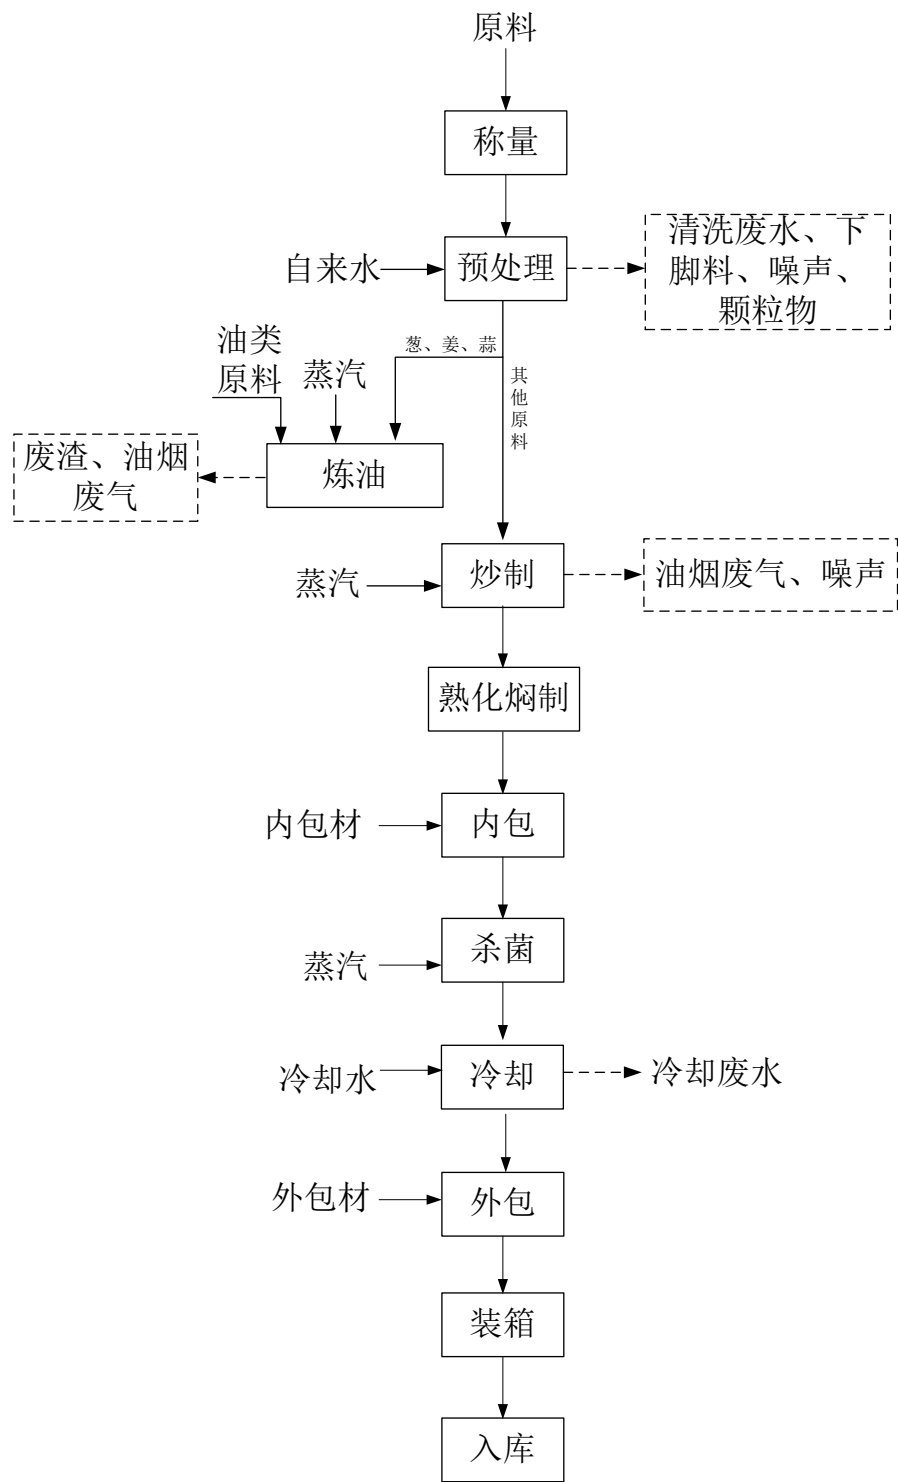 原料
称量
自来水
预处理
清洗废水、下
脚料、噪声、
颗粒物
葱、姜、蒜
其
他
原
料
油类
原料
蒸汽
炼油
废渣、油烟
废气
蒸汽
炒制
油烟废气、噪声
熟化焖制
内包材
内包
蒸汽
杀菌
冷却水
冷却
冷却废水
外包材
外包
装箱
入库